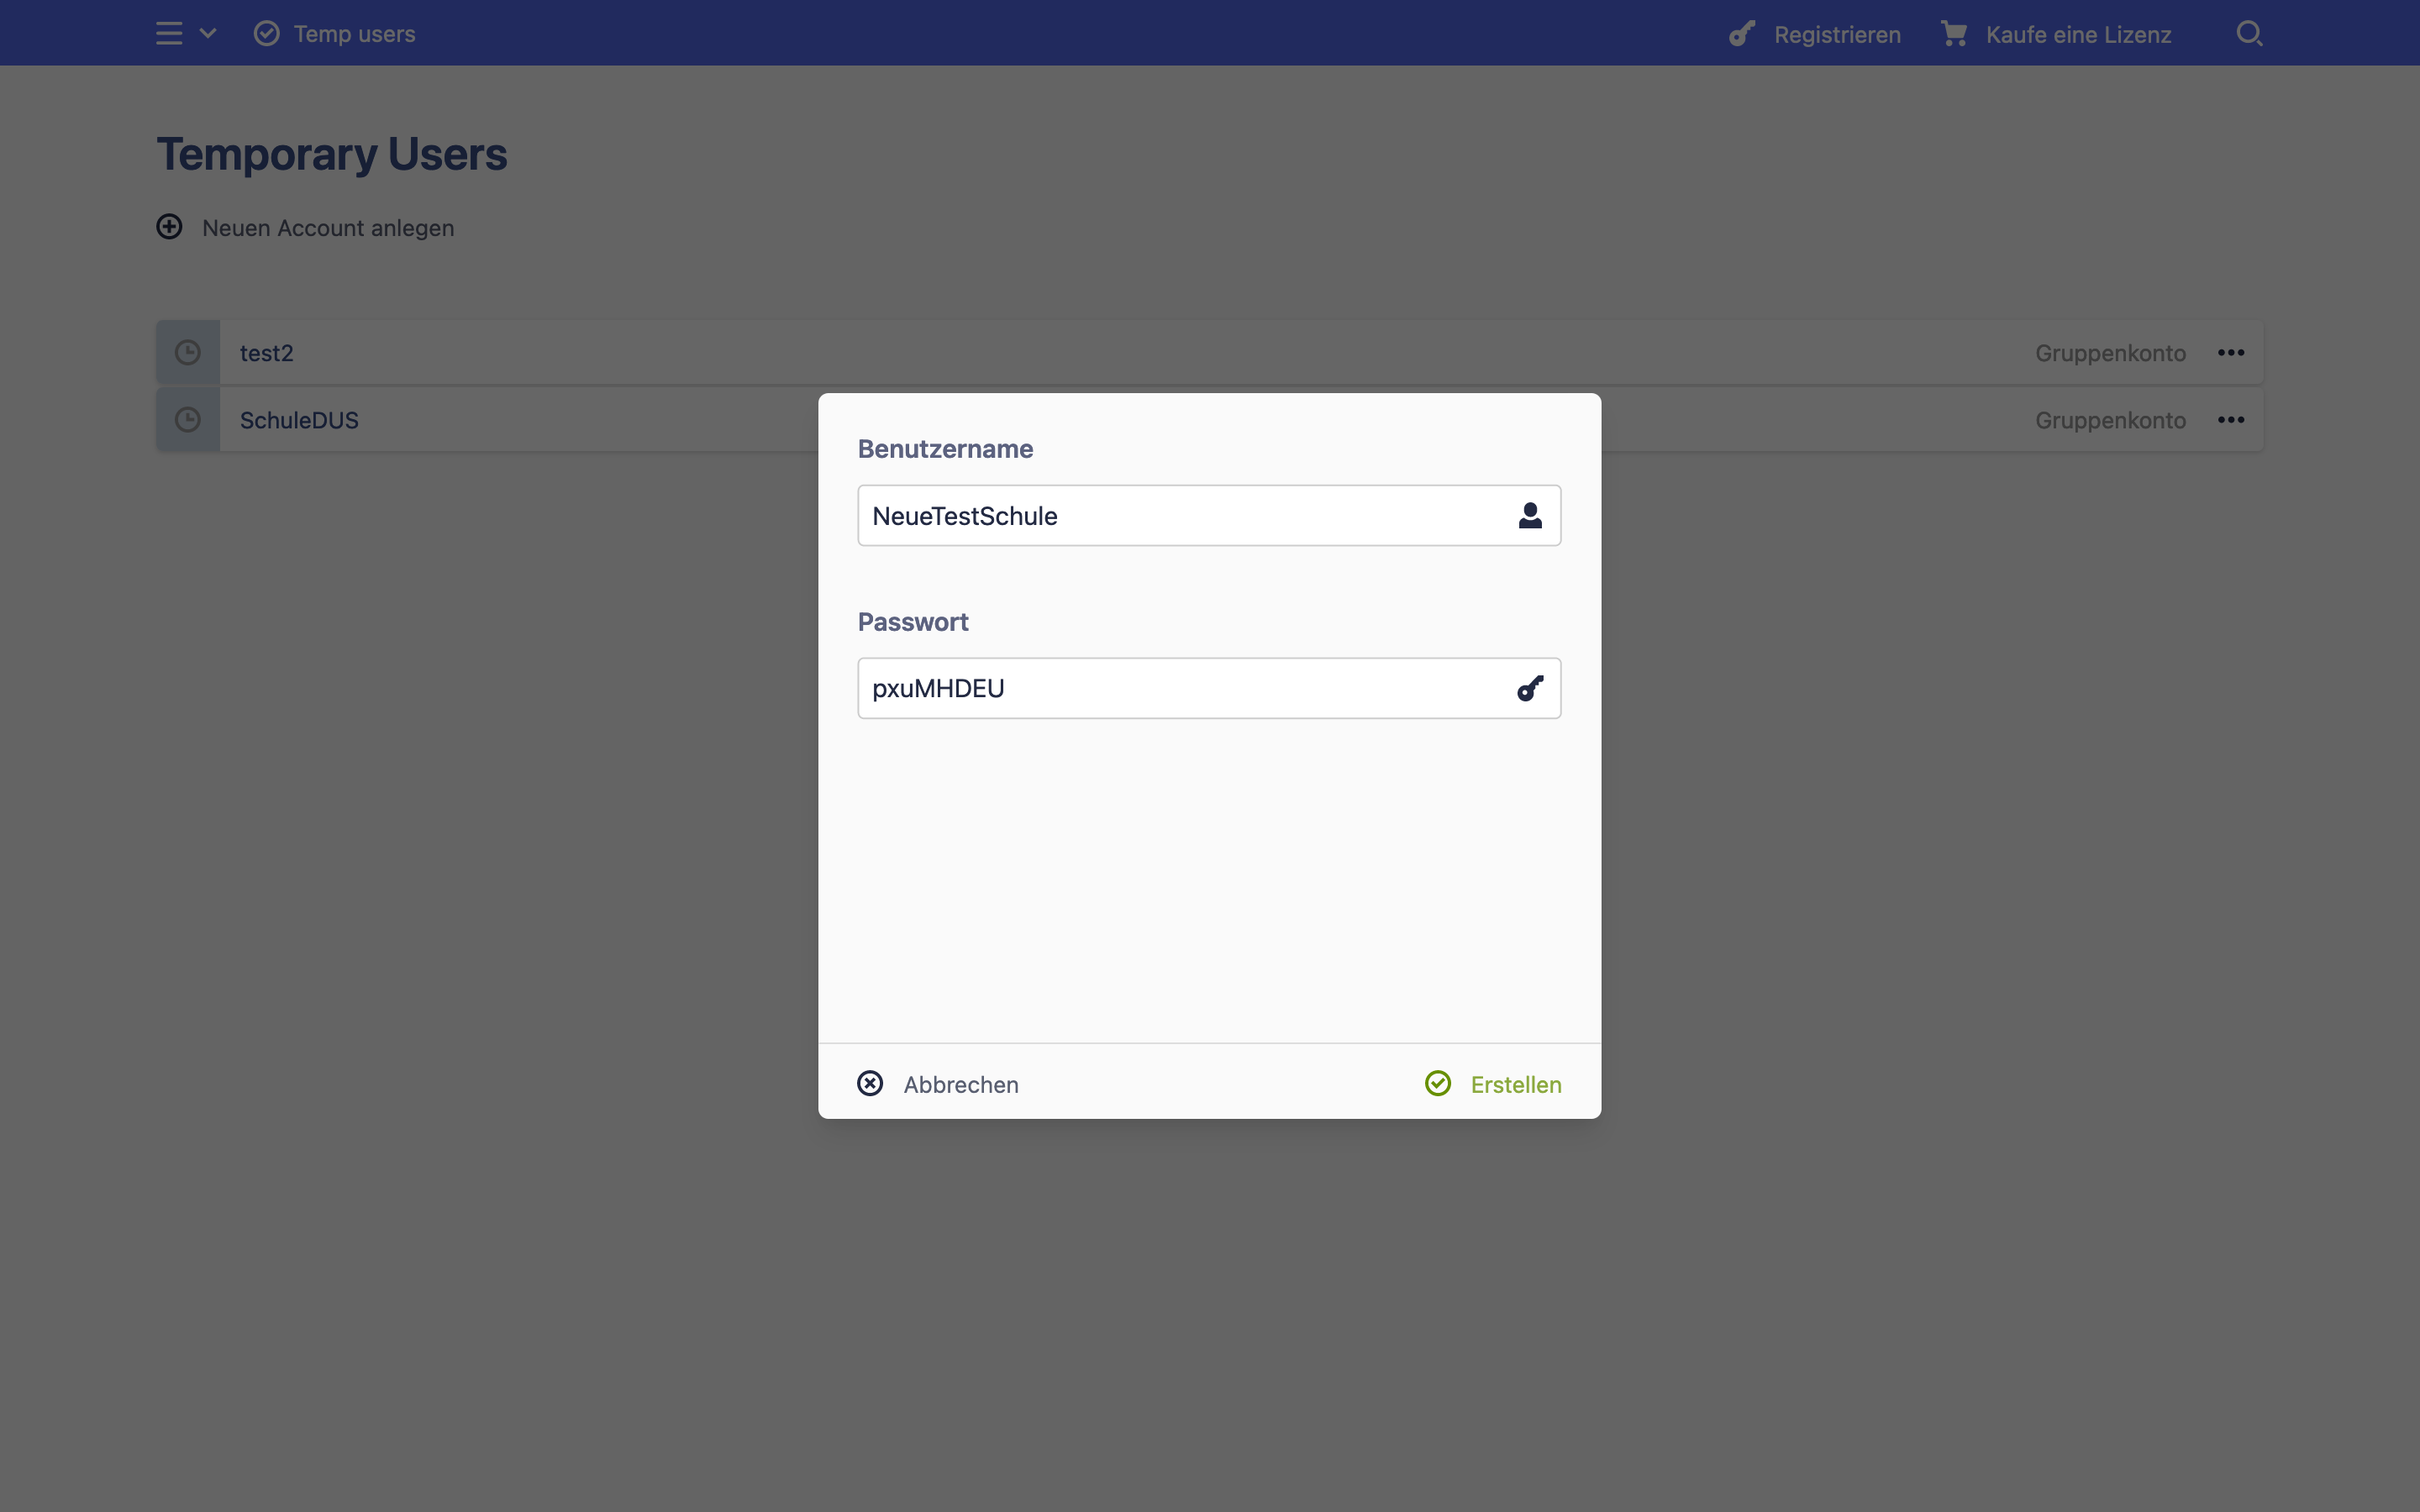 Temp users
Registrieren
Kaufe eine Lizenz
Temporary Users
Neuen Account anlegen
test2
Gruppenkonto
SchuleDUS
Gruppenkonto
Benutzername
NeueTestSchule
Passwort
pxuMHDEU
Abbrechen
Erstellen